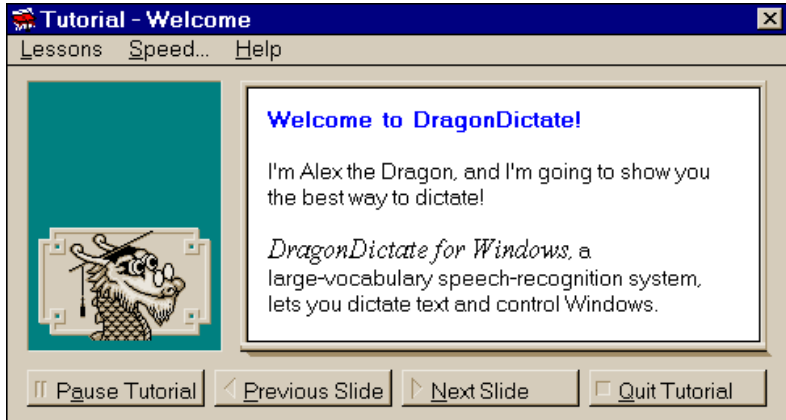 Tutorial - Welcome
Lessons Speed... Help
Welcome to DragonDictate!
I'm Alex the Dragon, and I'm going to show you
the best way to dictate!
DragonDictate for Windows, a
large-vocabulary speech-recognition system,
lets you dictate text and control Windows.
Pause Tutorial Previous Slide Next Slide Quit Tutorial